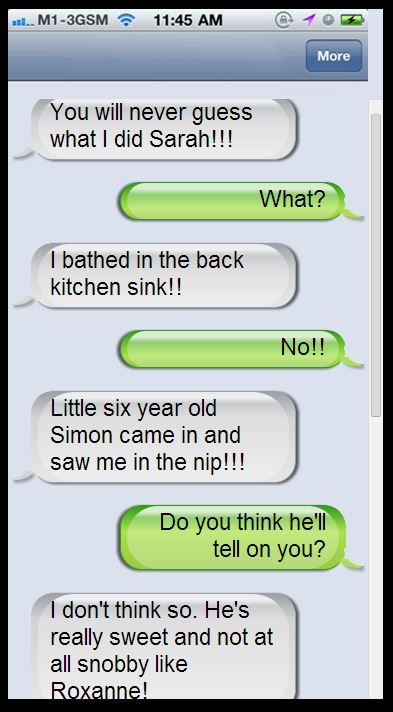 M1-3GSM 11:45 AM
More
You will never guess
what I did Sarah!!!
What?
I bathed in the back
kitchen sink!!
No!!
Little six year old
Simon came in and
saw me in the nip!!!
Do you think he'll
tell on you?
I don't think so. He's
really sweet and not at
all snobby like
Roxanne!